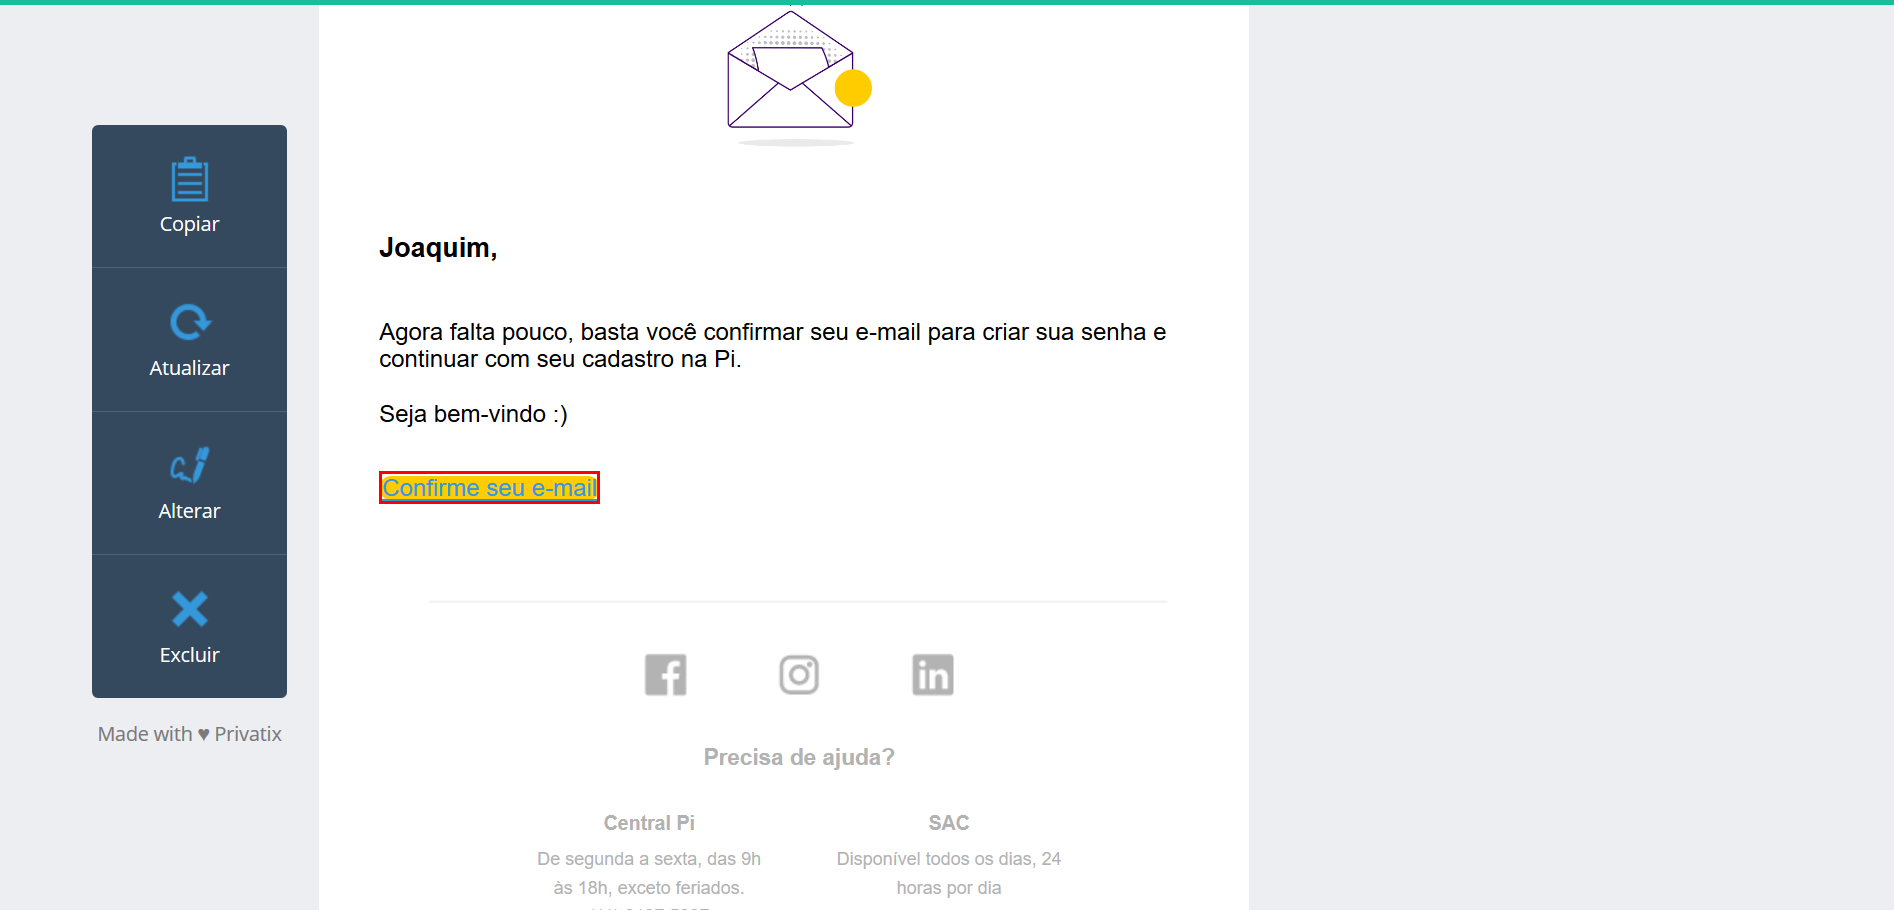 Copiar
Atualizar
Alterar
Excluir
Made with ♥ Privatix
Joaquim,
Agora falta pouco, basta você confirmar seu e-mail para criar sua senha e
continuar com seu cadastro na Pi.
Seja bem-vindo :)
Confirme seu e-mail
Precisa de ajuda?
Central Pi
De segunda a sexta, das 9h
às 18h, exceto feriados.
SAC
Disponível todos os dias, 24
horas por dia